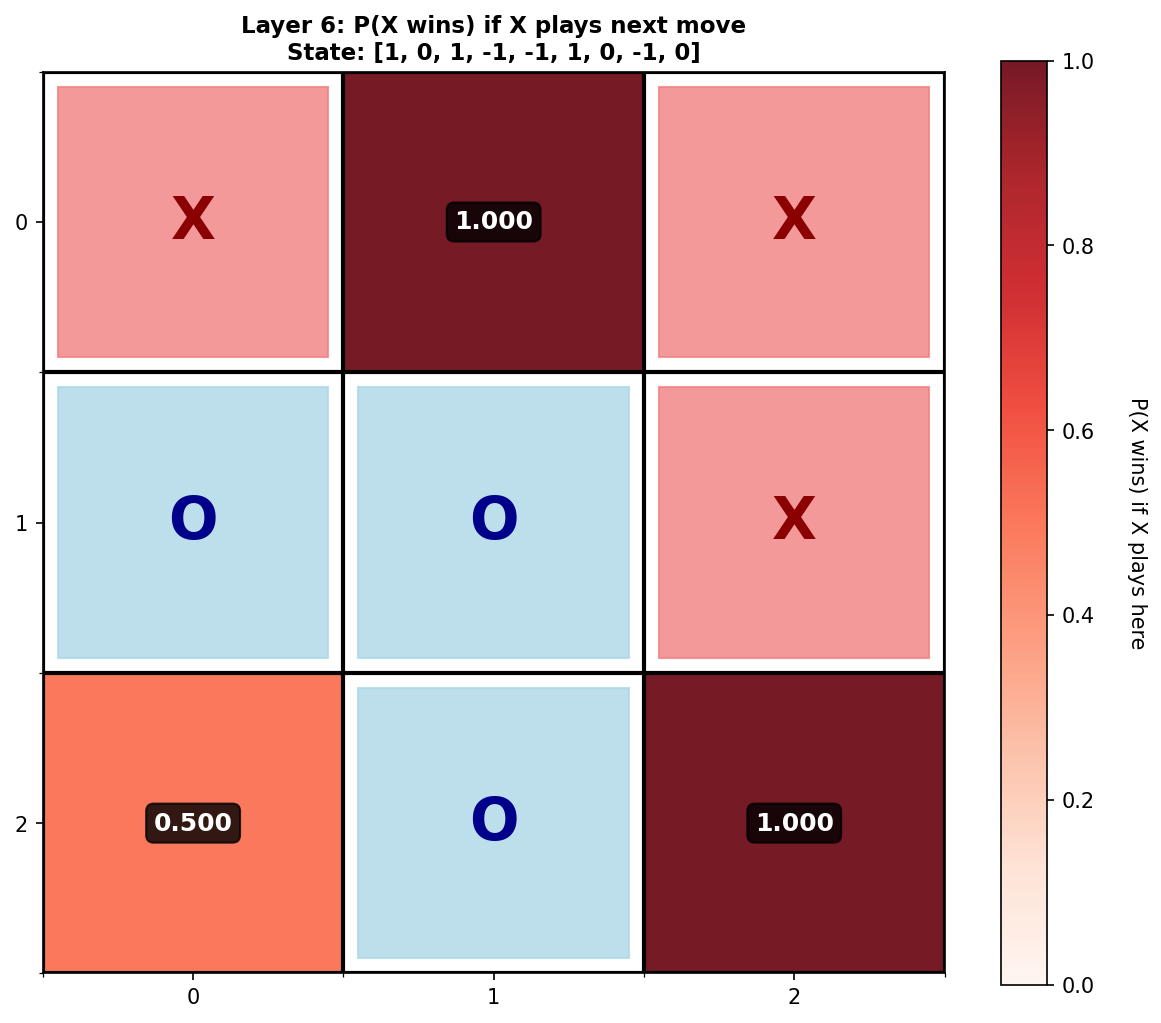 Layer 6: P(X wins) if X plays next move
State: [1, 0, 1, -1, -1, 1, 0, -1, 0]
0
X
1.000
X
1
O
O
X
2
0.500
O
1.000
0
1
2
1.0
0.8
0.6
0.4
0.2
0.0
P(X wins) if X plays here